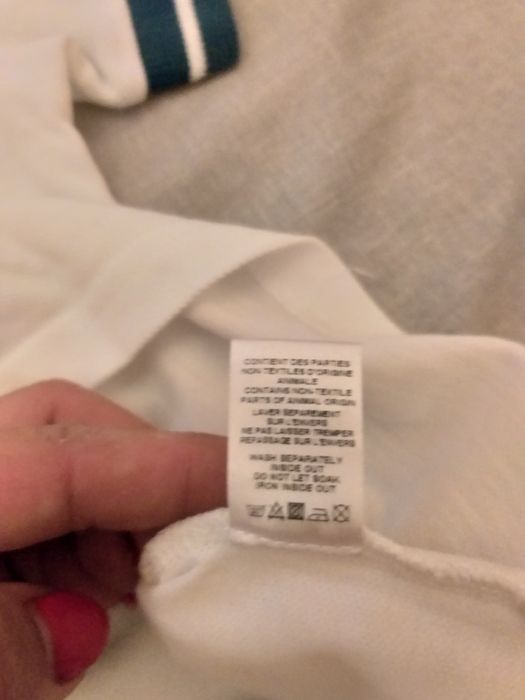 CONTIENT DES PARTIES
NON TEXTILES D'ORIGINE
ANIMALE
CONTAINS NON-TEXTILE
PARTS OF ANIMAL ORIGIN
LAVER SEPAREMENT
SUR L'ENVERS
NE PAS LAISSER TREMPER
REPASSAGE SUR L'ENVERS
WASH SEPARATELY
INSIDE OUT
DO NOT LET SOAK
IRON INSIDE OUT